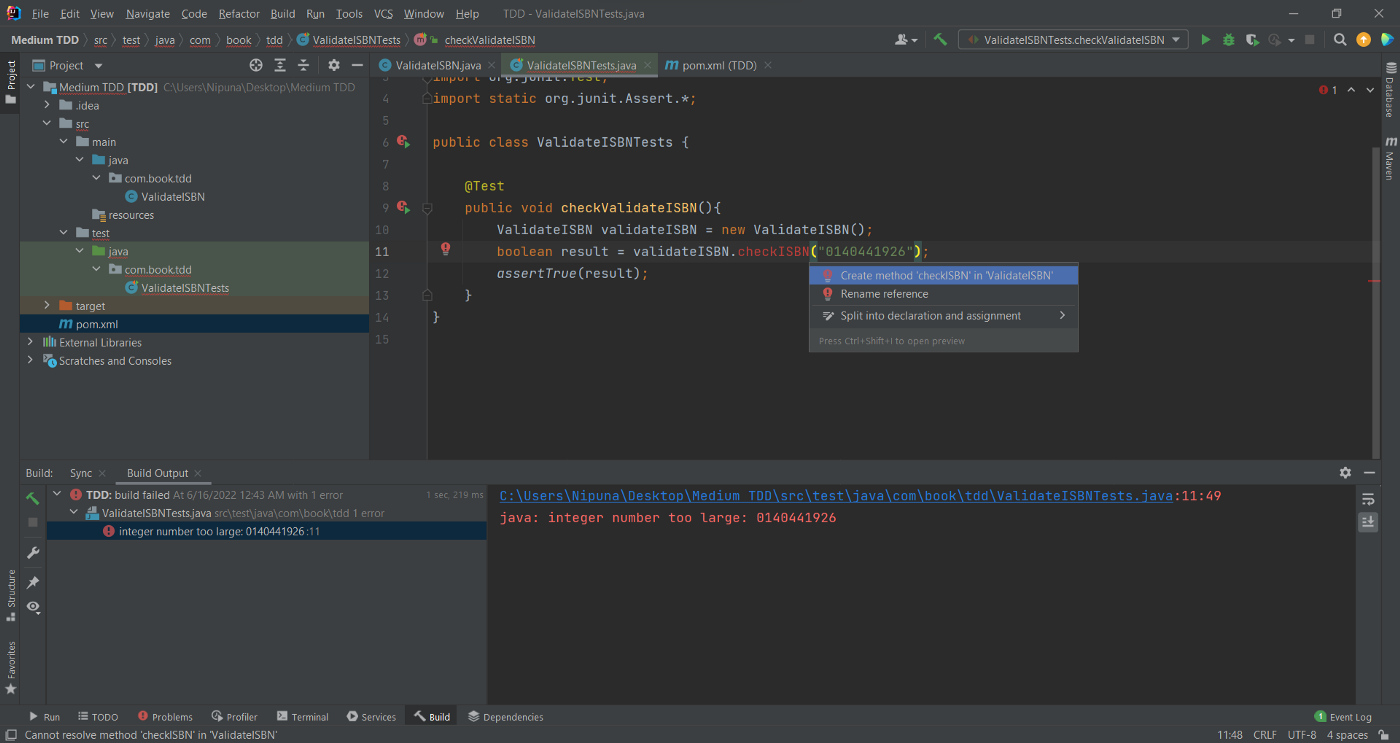 File Edit View Navigate Code Refactor Build Run Tools VCS Window Help TDD - ValidateISBNTests.java
Medium TDD src test java com book tdd ValidateISBNTests checkValidateISBN ValidateISBNTests.checkValidateISBN
Project
Project
ValidateISBN.java ValidateISBNTests.java pom.xml (TDD)
Medium TDD [TDD] C:\Users\Nipuna\Desktop\Medium TDD
.idea
src
main
java
com.book.tdd
ValidateISBN
resources
test
java
com.book.tdd
ValidateISBNTests
target
pom.xml
External Libraries
Scratches and Consoles
1
3 import org.junit.Test;
4 import static org.junit.Assert.*;
5
6 public class ValidateISBNTests {
7
8 @Test
9 public void checkValidateISBN(){
10 ValidateISBN validateISBN = new ValidateISBN();
11 boolean result = validateISBN.checkISBN("0140441926");
12 assertTrue(result);
13 }
14 }
15
Create method 'checkISBN' in 'ValidateISBN'
Rename reference
Split into declaration and assignment
Press Ctrl+Shift+I to open preview
Database
Maven
Build: Sync Build Output
TDD: build failed At 6/16/2022 12:43 AM with 1 error 1 sec, 219 ms
ValidateISBNTests.java src\test\java\com\book\tdd 1 error
integer number too large: 0140441926 :11
C:\Users\Nipuna\Desktop\Medium TDD\src\test\java\com\book\tdd\ValidateISBNTests.java:11:49
java: integer number too large: 0140441926
Structure
Favorites
Run TODO Problems Profiler Terminal Services Build Dependencies 1 Event Log
Cannot resolve method 'checkISBN' in 'ValidateISBN' 11:48 CRLF UTF-8 4 spaces